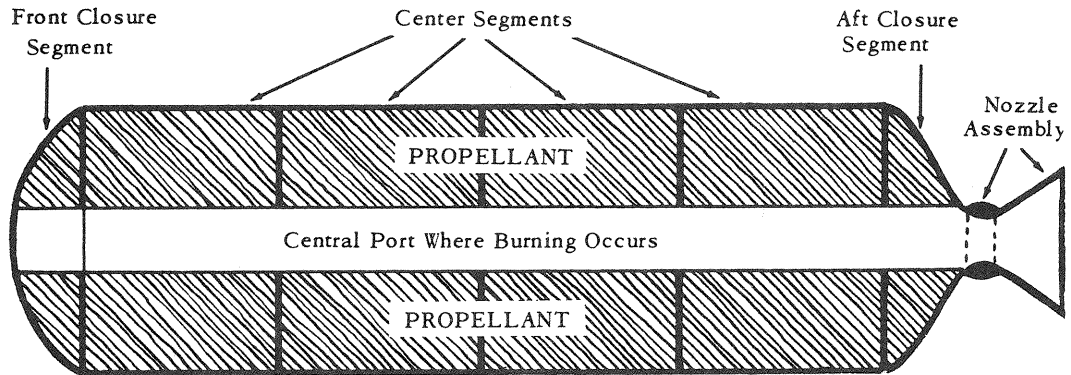 Front Closure
Segment
Center Segments
Aft Closure
Segment
Nozzle
Assembly
PROPELLANT
Central Port Where Burning Occurs
PROPELLANT